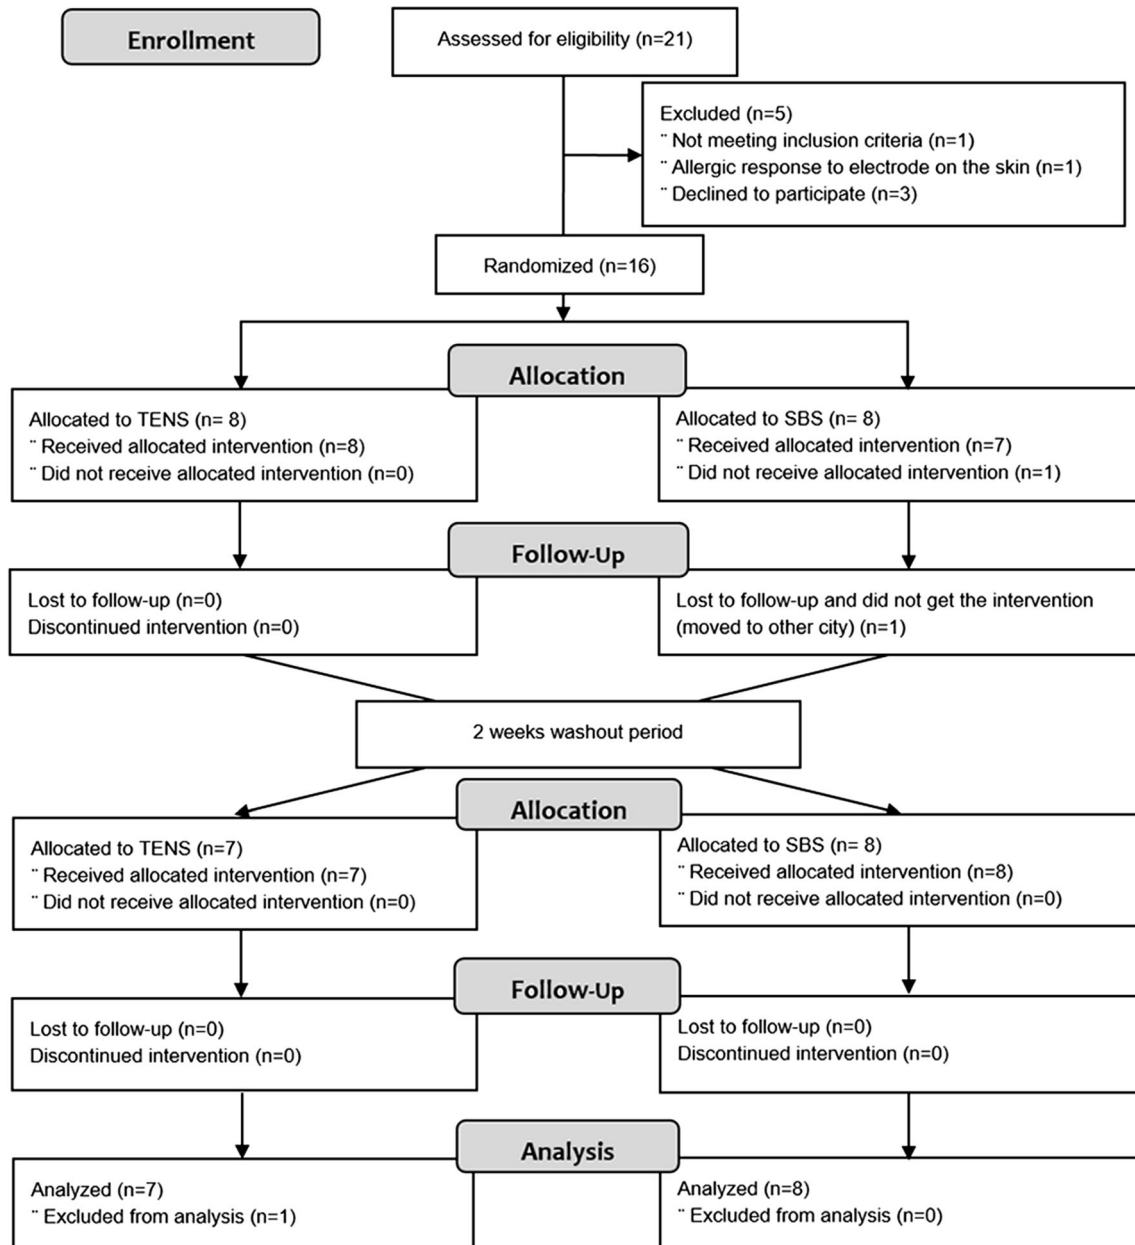 Enrollment
Assessed for eligibility (n=21)
Excluded (n=5)
¨ Not meeting inclusion criteria (n=1)
¨ Allergic response to electrode on the skin (n=1)
¨ Declined to participate (n=3)
Randomized (n=16)
Allocation
Allocated to TENS (n= 8)
¨ Received allocated intervention (n=8)
¨ Did not receive allocated intervention (n=0)
Allocated to SBS (n= 8)
¨ Received allocated intervention (n=7)
¨ Did not receive allocated intervention (n=1)
Follow-Up
Lost to follow-up (n=0)
Discontinued intervention (n=0)
Lost to follow-up and did not get the intervention
(moved to other city) (n=1)
2 weeks washout period
Allocation
Allocated to TENS (n=7)
¨ Received allocated intervention (n=7)
¨ Did not receive allocated intervention (n=0)
Allocated to SBS (n= 8)
¨ Received allocated intervention (n=8)
¨ Did not receive allocated intervention (n=0)
Follow-Up
Lost to follow-up (n=0)
Discontinued intervention (n=0)
Lost to follow-up (n=0)
Discontinued intervention (n=0)
Analysis
Analyzed (n=7)
¨ Excluded from analysis (n=1)
Analyzed (n=8)
¨ Excluded from analysis (n=0)